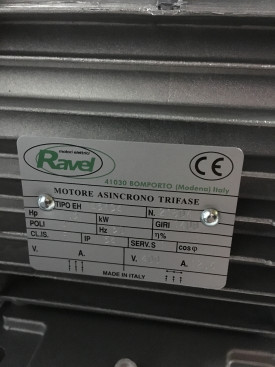 motori elettrici
Ravel
41030 BOMPORTO (Modena) Italy
CE
MOTORE ASINCRONO TRIFASE
TIPO EH N.
Hp kW GIRI
POLI Hz η%
CL.IS. IP SERV.S cosφ
V. A. V. A.
MADE IN ITALY